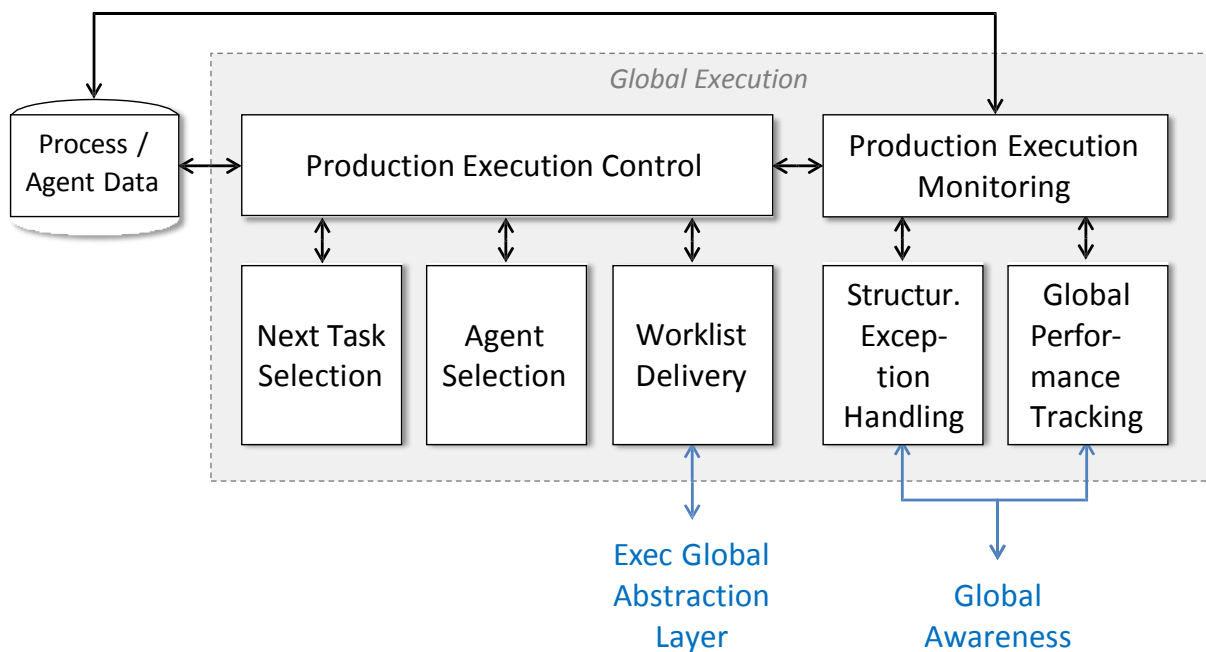 Global Execution
Process /
Agent Data
Production Execution Control
Production Execution
Monitoring
Next Task
Selection
Agent
Selection
Worklist
Delivery
Structur.
Excep-
tion
Handling
Global
Perfor-
mance
Tracking
Exec Global
Abstraction
Layer
Global
Awareness